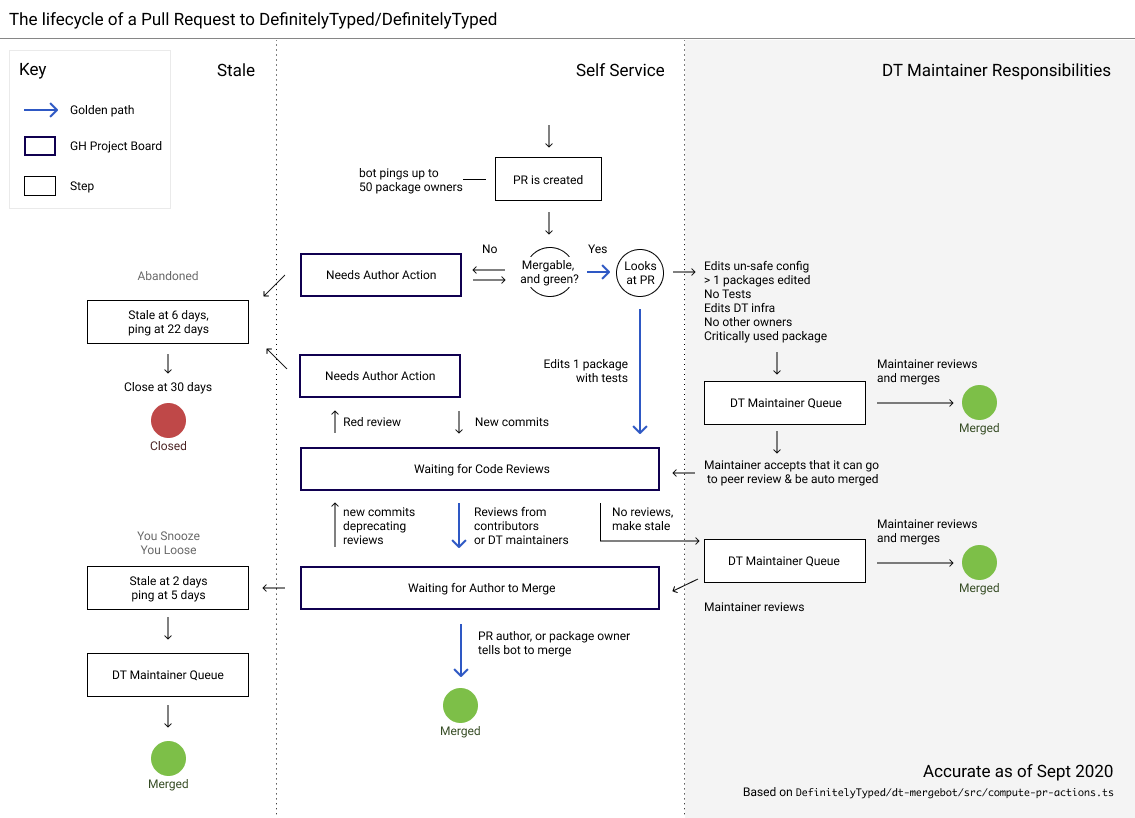 The lifecycle of a Pull Request to DefinitelyTyped/DefinitelyTyped
Key
Golden path
GH Project Board
Step
Stale
Self Service
DT Maintainer Responsibilities
bot pings up to
50 package owners
PR is created
No
Yes
Needs Author Action
Mergable,
and green?
Looks
at PR
Edits un-safe config
> 1 packages edited
No Tests
Edits DT infra
No other owners
Critically used package
Abandoned
Stale at 6 days,
ping at 22 days
Close at 30 days
Closed
Needs Author Action
Edits 1 package
with tests
DT Maintainer Queue
Maintainer reviews
and merges
Merged
Red review
New commits
Waiting for Code Reviews
Maintainer accepts that it can go
to peer review & be auto merged
new commits
deprecating
reviews
Reviews from
contributors
or DT maintainers
No reviews,
make stale
DT Maintainer Queue
Maintainer reviews
and merges
Merged
Maintainer reviews
You Snooze
You Loose
Stale at 2 days
ping at 5 days
Waiting for Author to Merge
PR author, or package owner
tells bot to merge
Merged
DT Maintainer Queue
Merged
Accurate as of Sept 2020
Based on DefinitelyTyped/dt-mergebot/src/compute-pr-actions.ts